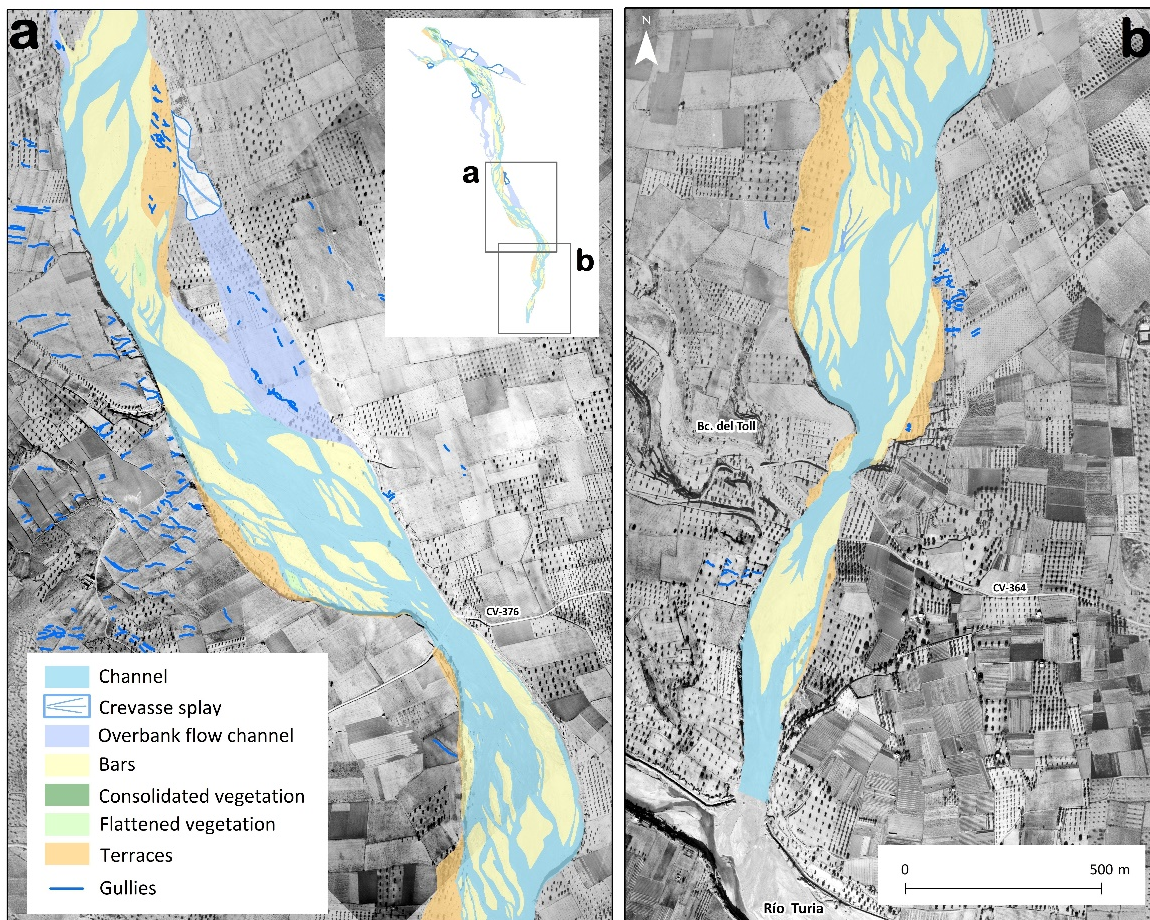 a
a
b
CV-376
Channel
Crevasse splay
Overbank flow channel
Bars
Consolidated vegetation
Flattened vegetation
Terraces
Gullies
N
b
Bc. del Toll
CV-364
0
500 m
Río Turia